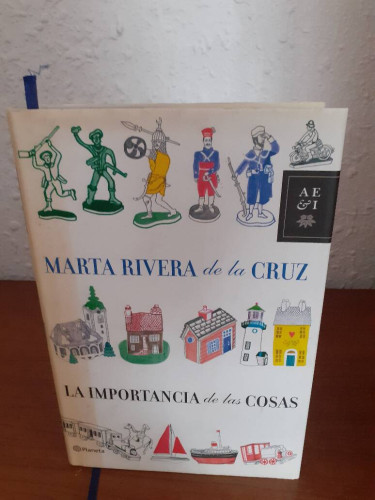 AE
&I
MARTA RIVERA de la CRUZ
LA IMPORTANCIA de las COSAS
Planeta